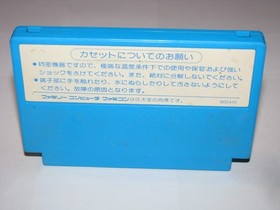 カセットについてのお願い
●精密機器ですので、極端な温度条件下での使用や保管および強い
ショックをさけてください。また、絶対に分解しないでください。
●端子部に手を触れたり、水にぬらしたりして汚さないようにして
ください。故障の原因となります。
ファミリーコンピュータ ファミコンは任天堂の商標です。